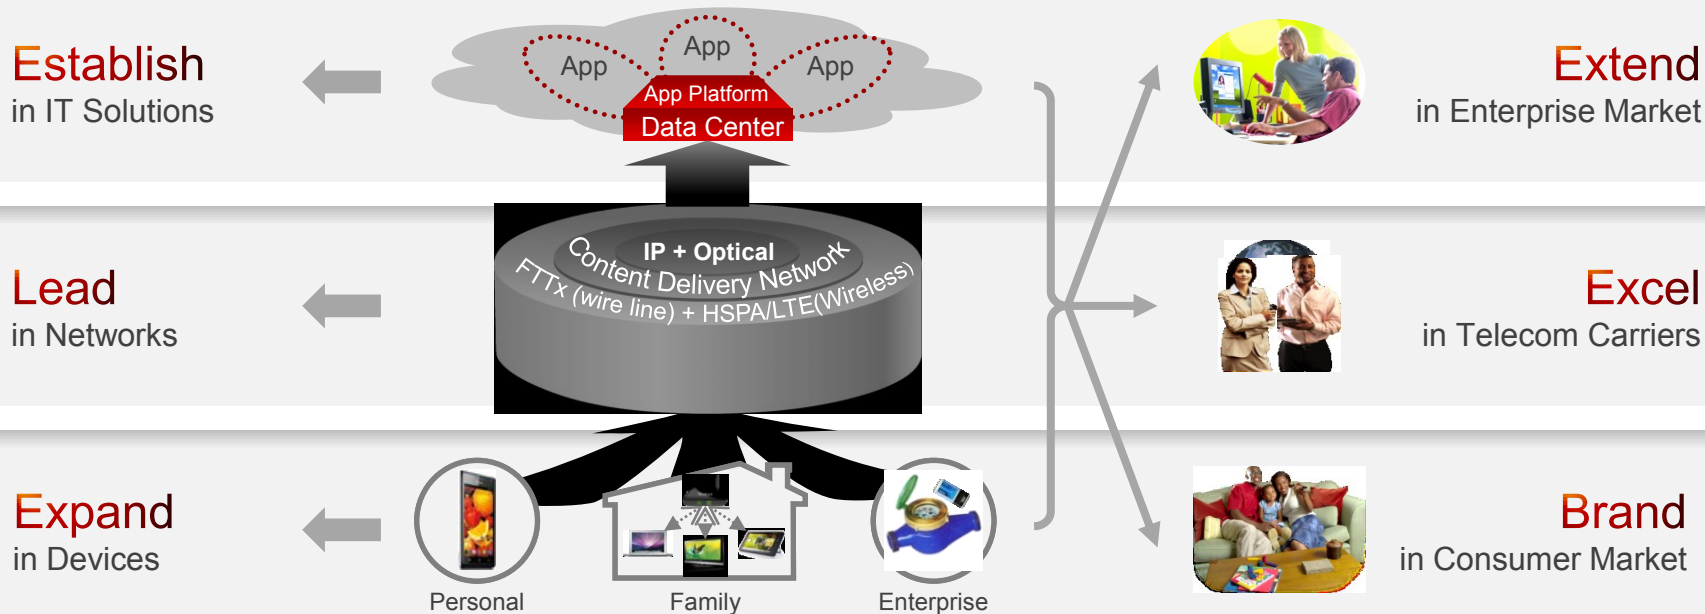 Establish
in IT Solutions
App
App
App
App Platform
Data Center
Extend
in Enterprise Market
Lead
in Networks
IP + Optical
Content Delivery Network
FTTx (wire line) + HSPA/LTE(Wireless)
Excel
in Telecom Carriers
Expand
in Devices
Personal
Family
Enterprise
Brand
in Consumer Market